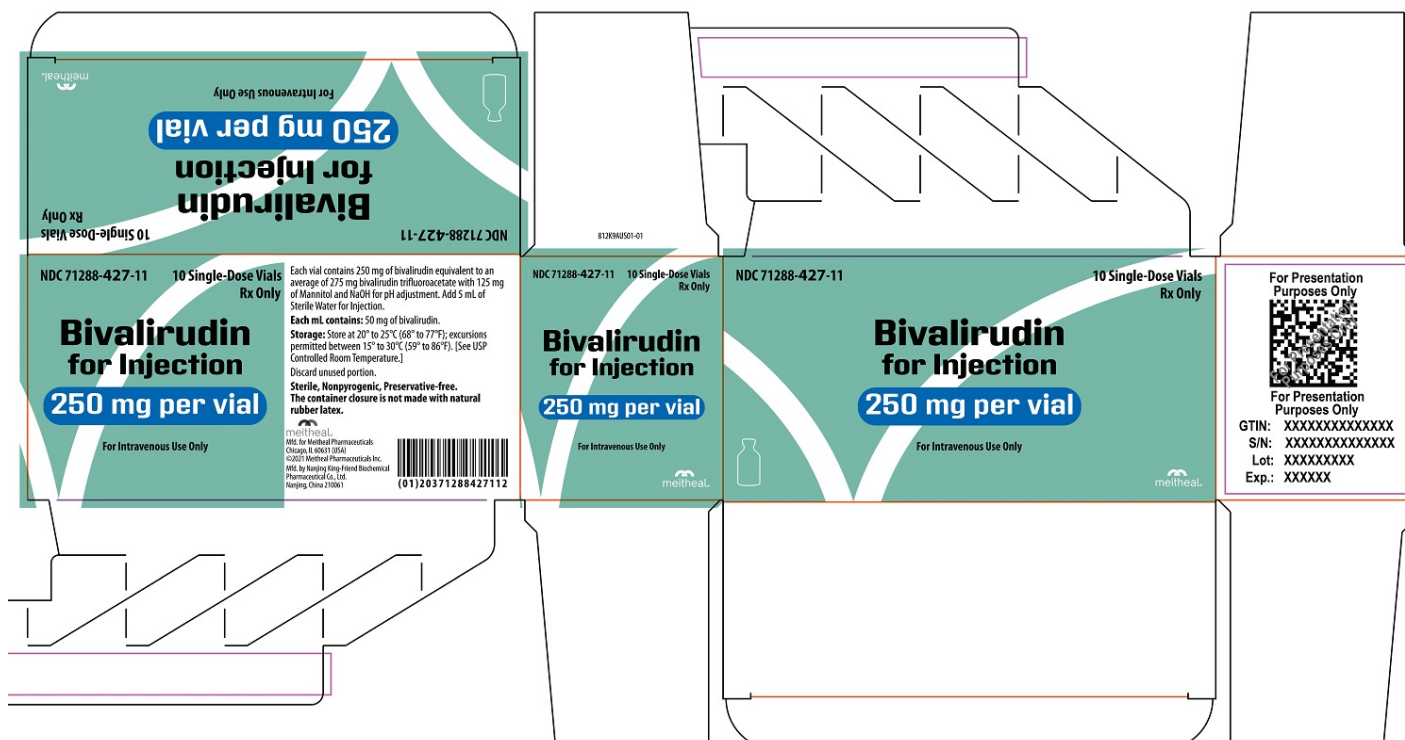 meitheal®
For Intravenous Use Only
250 mg per vial
for Injection
Bivalirudin
10 Single-Dose Vials
Rx Only
NDC71288-427-11
NDC 71288-427-11
10 Single-Dose Vials
Rx Only
Bivalirudin
for Injection
250 mg per vial
For Intravenous Use Only
Each vial contains 250 mg of bivalirudin equivalent to an
average of 275 mg bivalirudin trifluoroacetate with 125 mg
of Mannitol and NaOH for pH adjustment. Add 5 mL of
Sterile Water for Injection.
Each mL contains: 50 mg of bivalirudin.
Storage: Store at 20° to 25°C (68° to 77°F); excursions
permitted between 15° to 30°C (59° to 86°F). [See USP
Controlled Room Temperature.]
Discard unused portion.
Sterile, Nonpyrogenic, Preservative-free.
The container closure is not made with natural
rubber latex.
meitheal®
Mfd. for Meitheal Pharmaceuticals
Chicago, IL 60631 (USA)
©2021 Meitheal Pharmaceuticals Inc.
Mfd. by Nanjing King-Friend Biochemical
Pharmaceutical Co., Ltd.
Nanjing, China 210061
(01)20371288427112
812K9AUS01-01
NDC 71288-427-11
10 Single-Dose Vials
Rx Only
Bivalirudin
for Injection
250 mg per vial
For Intravenous Use Only
meitheal®
NDC 71288-427-11
10 Single-Dose Vials
Rx Only
Bivalirudin
for Injection
250 mg per vial
For Intravenous Use Only
meitheal®
For Presentation
Purposes Only
For Presentation
Purposes Only
For Presentation
Purposes Only
GTIN: XXXXXXXXXXXXXX
S/N: XXXXXXXXXXXXXX
Lot: XXXXXXXXX
Exp.: XXXXXX